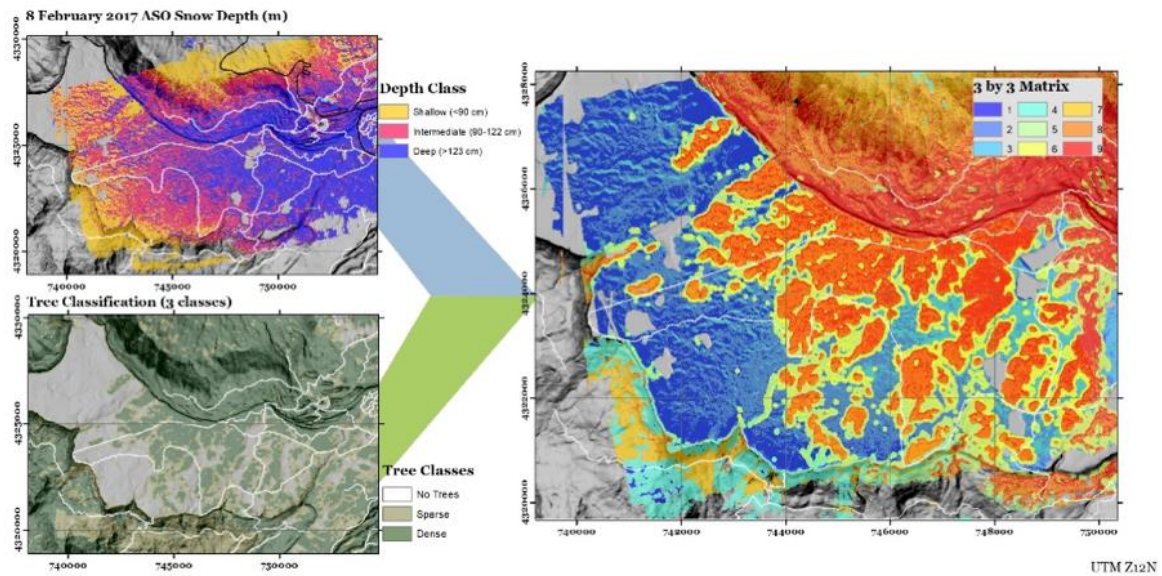 8 February 2017 ASO Snow Depth (m)
4330000
4325000
4320000
740000 745000 750000
Depth Class
Shallow (<90 cm)
Intermediate (90-122 cm)
Deep (>123 cm)
Tree Classification (3 classes)
4330000
4325000
4320000
740000 745000 750000
Tree Classes
No Trees
Sparse
Dense
3 by 3 Matrix
1 4 7
2 5 8
3 6 9
4328000
4326000
4324000
4322000
4320000
740000 742000 744000 746000 748000 750000
UTM Z12N